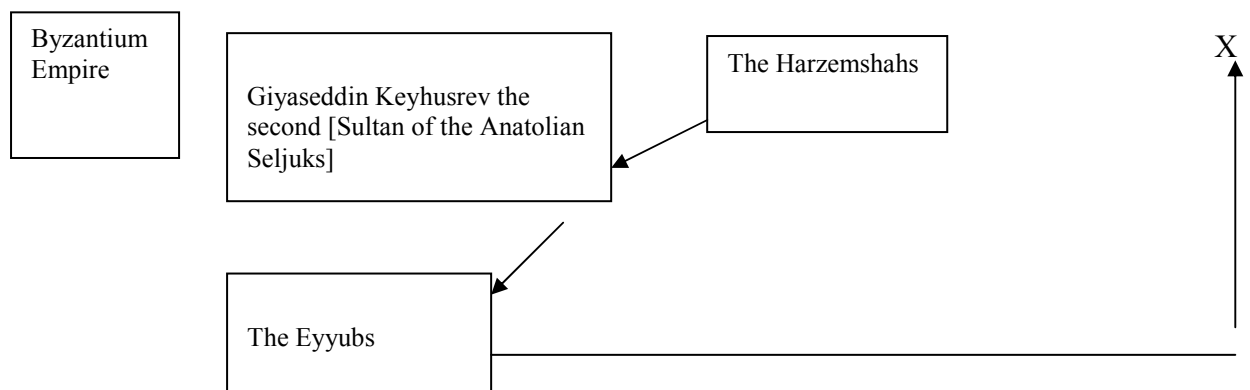 Byzantium
Empire
Giyaseddin Keyhusrev the
second [Sultan of the Anatolian
Seljuks]
The Harzemshahs
X
The Eyyubs